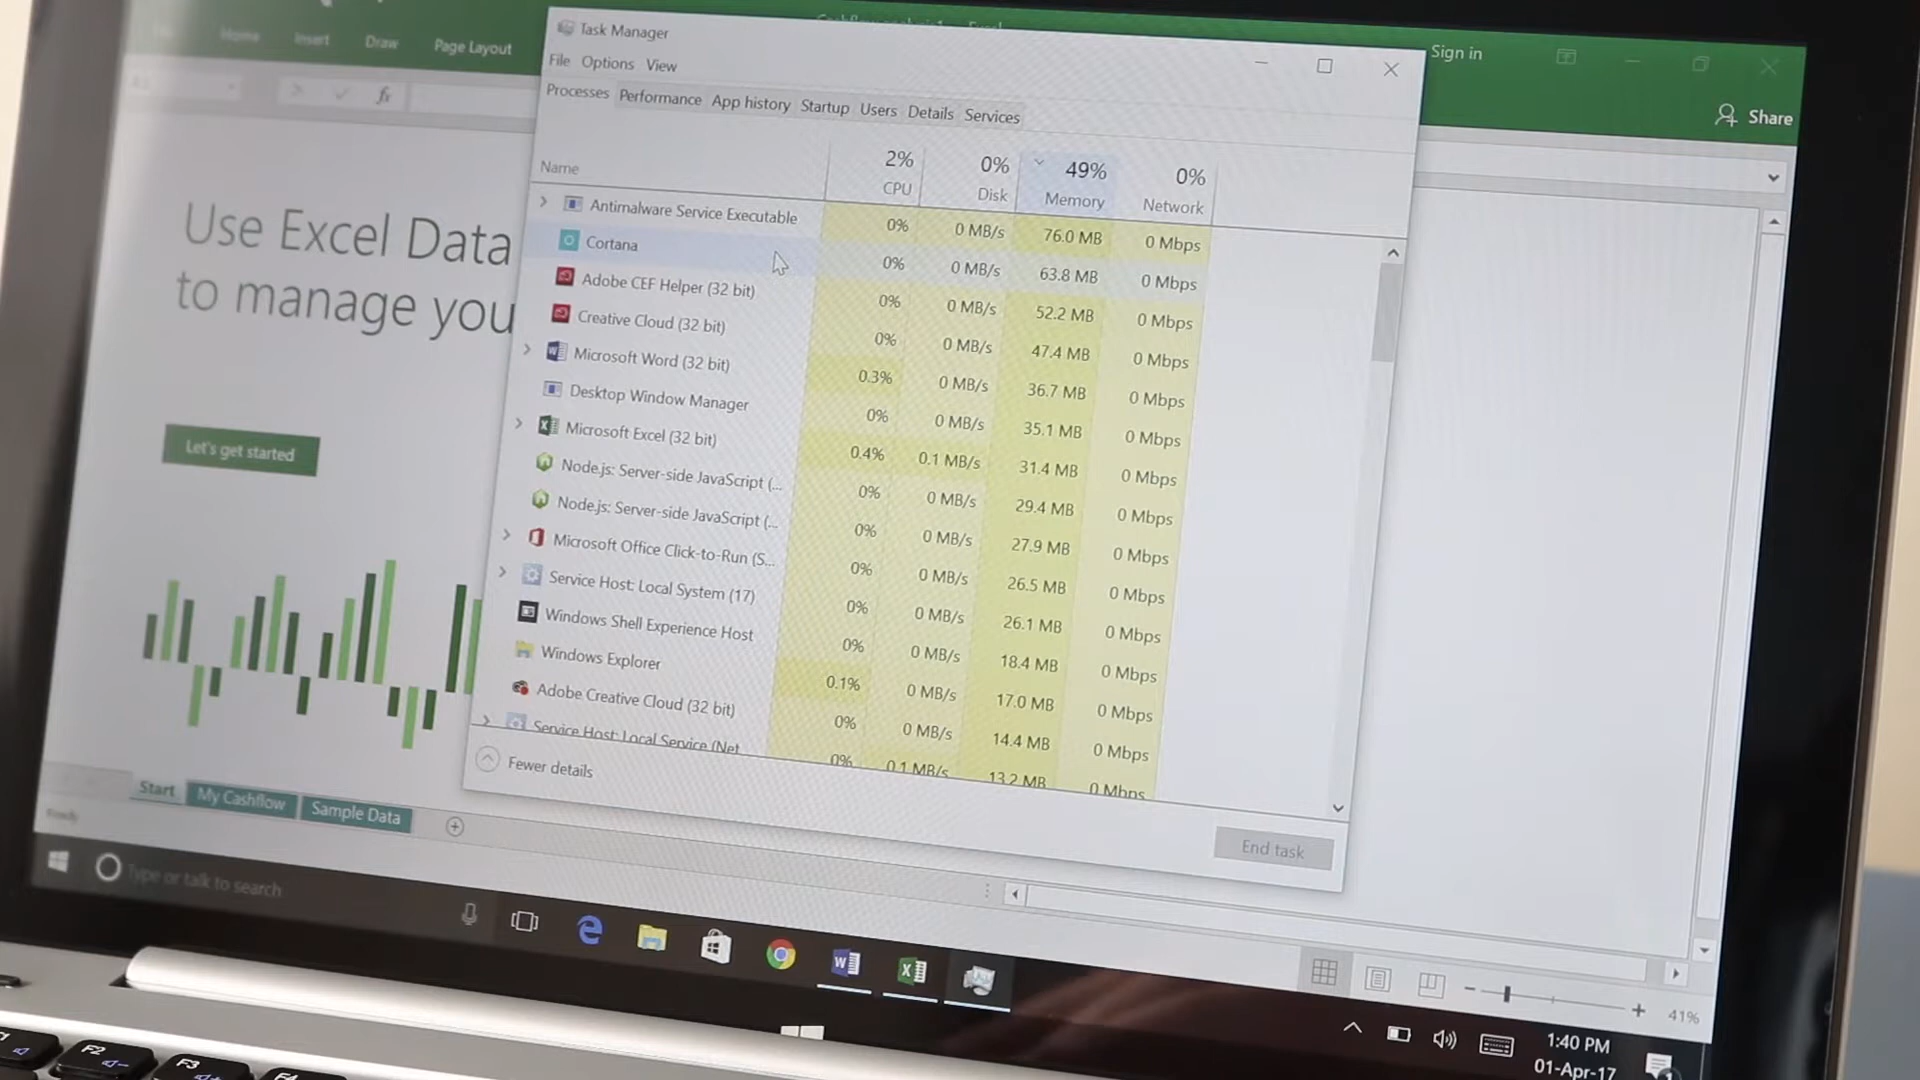 Task Manager
File Options View
Processes Performance App history Startup Users Details Services
Home Insert Draw Page Layout
fx
Sign in
Share
Name 2% CPU 0% Disk 49% Memory 0% Network
Antimalware Service Executable 0% 0 MB/s 76.0 MB 0 Mbps
Cortana 0% 0 MB/s 63.8 MB 0 Mbps
Adobe CEF Helper (32 bit) 0% 0 MB/s 52.2 MB 0 Mbps
Creative Cloud (32 bit) 0% 0 MB/s 47.4 MB 0 Mbps
Microsoft Word (32 bit) 0.3% 0 MB/s 36.7 MB 0 Mbps
Desktop Window Manager 0% 0 MB/s 35.1 MB 0 Mbps
Microsoft Excel (32 bit) 0.4% 0.1 MB/s 31.4 MB 0 Mbps
Node.js: Server-side JavaScript (... 0% 0 MB/s 29.4 MB 0 Mbps
Node.js: Server-side JavaScript (... 0% 0 MB/s 27.9 MB 0 Mbps
Microsoft Office Click-to-Run (S... 0% 0 MB/s 26.5 MB 0 Mbps
Service Host: Local System (17) 0% 0 MB/s 26.1 MB 0 Mbps
Windows Shell Experience Host 0% 0 MB/s 18.4 MB 0 Mbps
Windows Explorer 0.1% 0 MB/s 17.0 MB 0 Mbps
Adobe Creative Cloud (32 bit) 0% 0 MB/s 14.4 MB 0 Mbps
Service Host: Local Service (Net 0% 0.1 MB/s 13.2 MB 0 Mbps
Fewer details
End task
Use Excel Data
to manage you
Let's get started
Start My Cashflow Sample Data
Ready
41%
Type or talk to search
1:40 PM
01-Apr-17
F2
F3